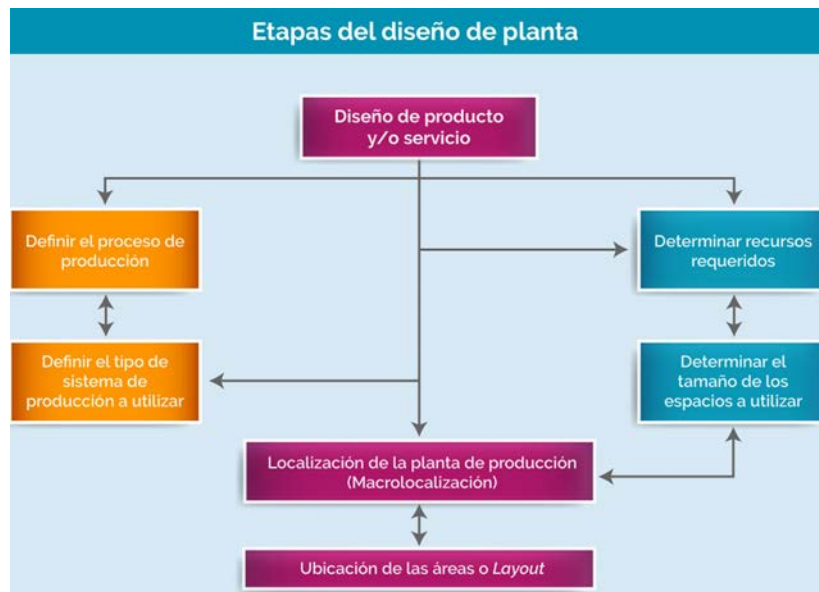 Etapas del diseño de planta
Diseño de producto
y/o servicio
Definir el proceso de
producción
Determinar recursos
requeridos
Definir el tipo de
sistema de
producción a utilizar
Determinar el
tamaño de los
espacios a utilizar
Localización de la planta de producción
(Macrolocalización)
Ubicación de las áreas o Layout